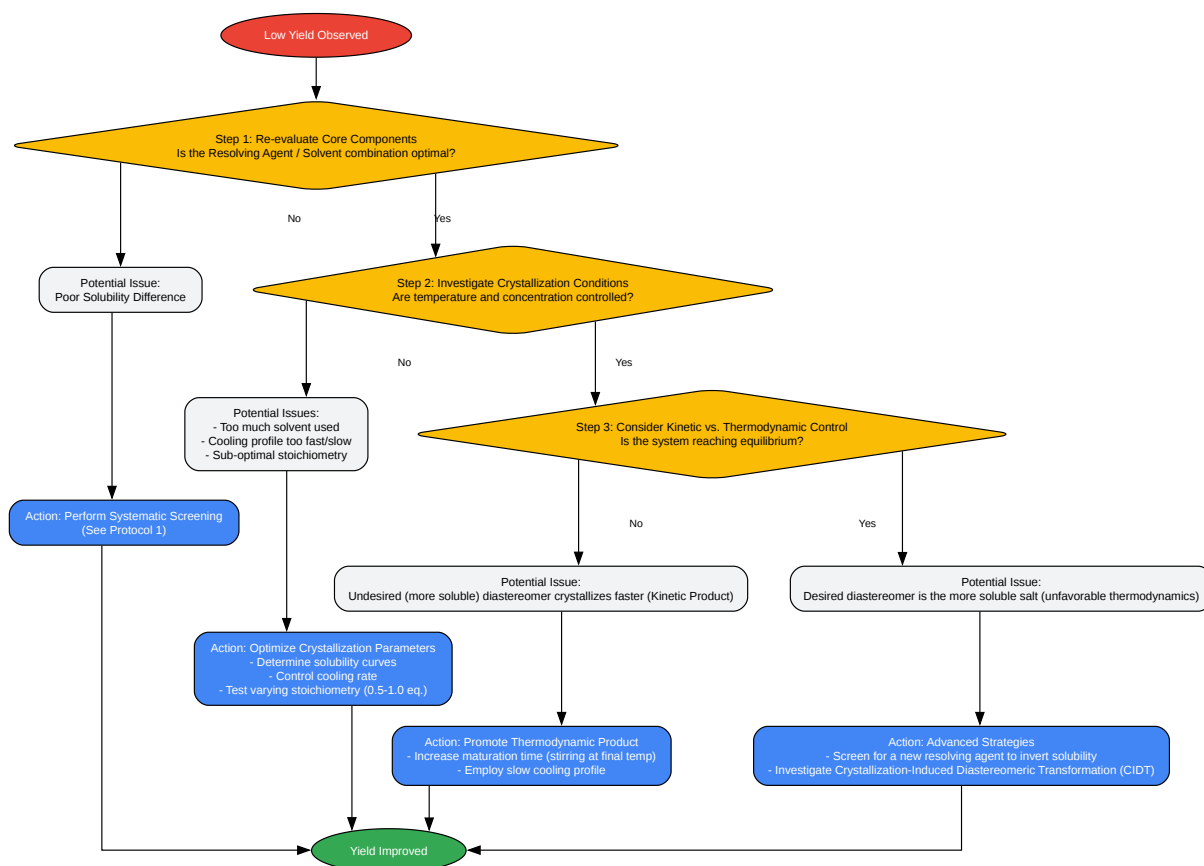 Low Yield Observed
Step 1: Re-evaluate Core Components
Is the Resolving Agent / Solvent combination optimal?
No
Yes
Potential Issue:
Poor Solubility Difference
Step 2: Investigate Crystallization Conditions
Are temperature and concentration controlled?
No
Yes
Potential Issues:
- Too much solvent used
- Cooling profile too fast/slow
- Sub-optimal stoichiometry
Step 3: Consider Kinetic vs. Thermodynamic Control
Is the system reaching equilibrium?
Action: Perform Systematic Screening
(See Protocol 1)
No
Yes
Potential Issue:
Undesired (more soluble) diastereomer crystallizes faster (Kinetic Product)
Potential Issue:
Desired diastereomer is the more soluble salt (unfavorable thermodynamics)
Action: Optimize Crystallization Parameters
- Determine solubility curves
- Control cooling rate
- Test varying stoichiometry (0.5-1.0 eq.)
Action: Promote Thermodynamic Product
- Increase maturation time (stirring at final temp)
- Employ slow cooling profile
Action: Advanced Strategies
- Screen for a new resolving agent to invert solubility
- Investigate Crystallization-Induced Diastereomeric Transformation (CIDT)
Yield Improved